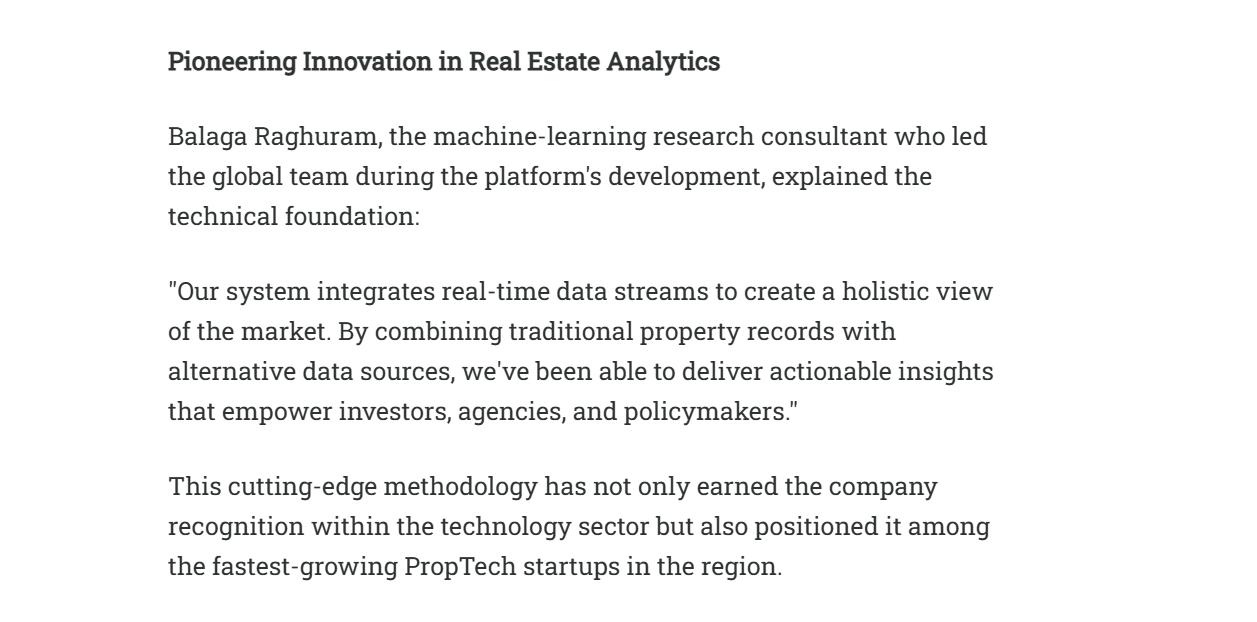 Pioneering Innovation in Real Estate Analytics
Balaga Raghuram, the machine-learning research consultant who led
the global team during the platform's development, explained the
technical foundation:
"Our system integrates real-time data streams to create a holistic view
of the market. By combining traditional property records with
alternative data sources, we've been able to deliver actionable insights
that empower investors, agencies, and policymakers."
This cutting-edge methodology has not only earned the company
recognition within the technology sector but also positioned it among
the fastest-growing PropTech startups in the region.